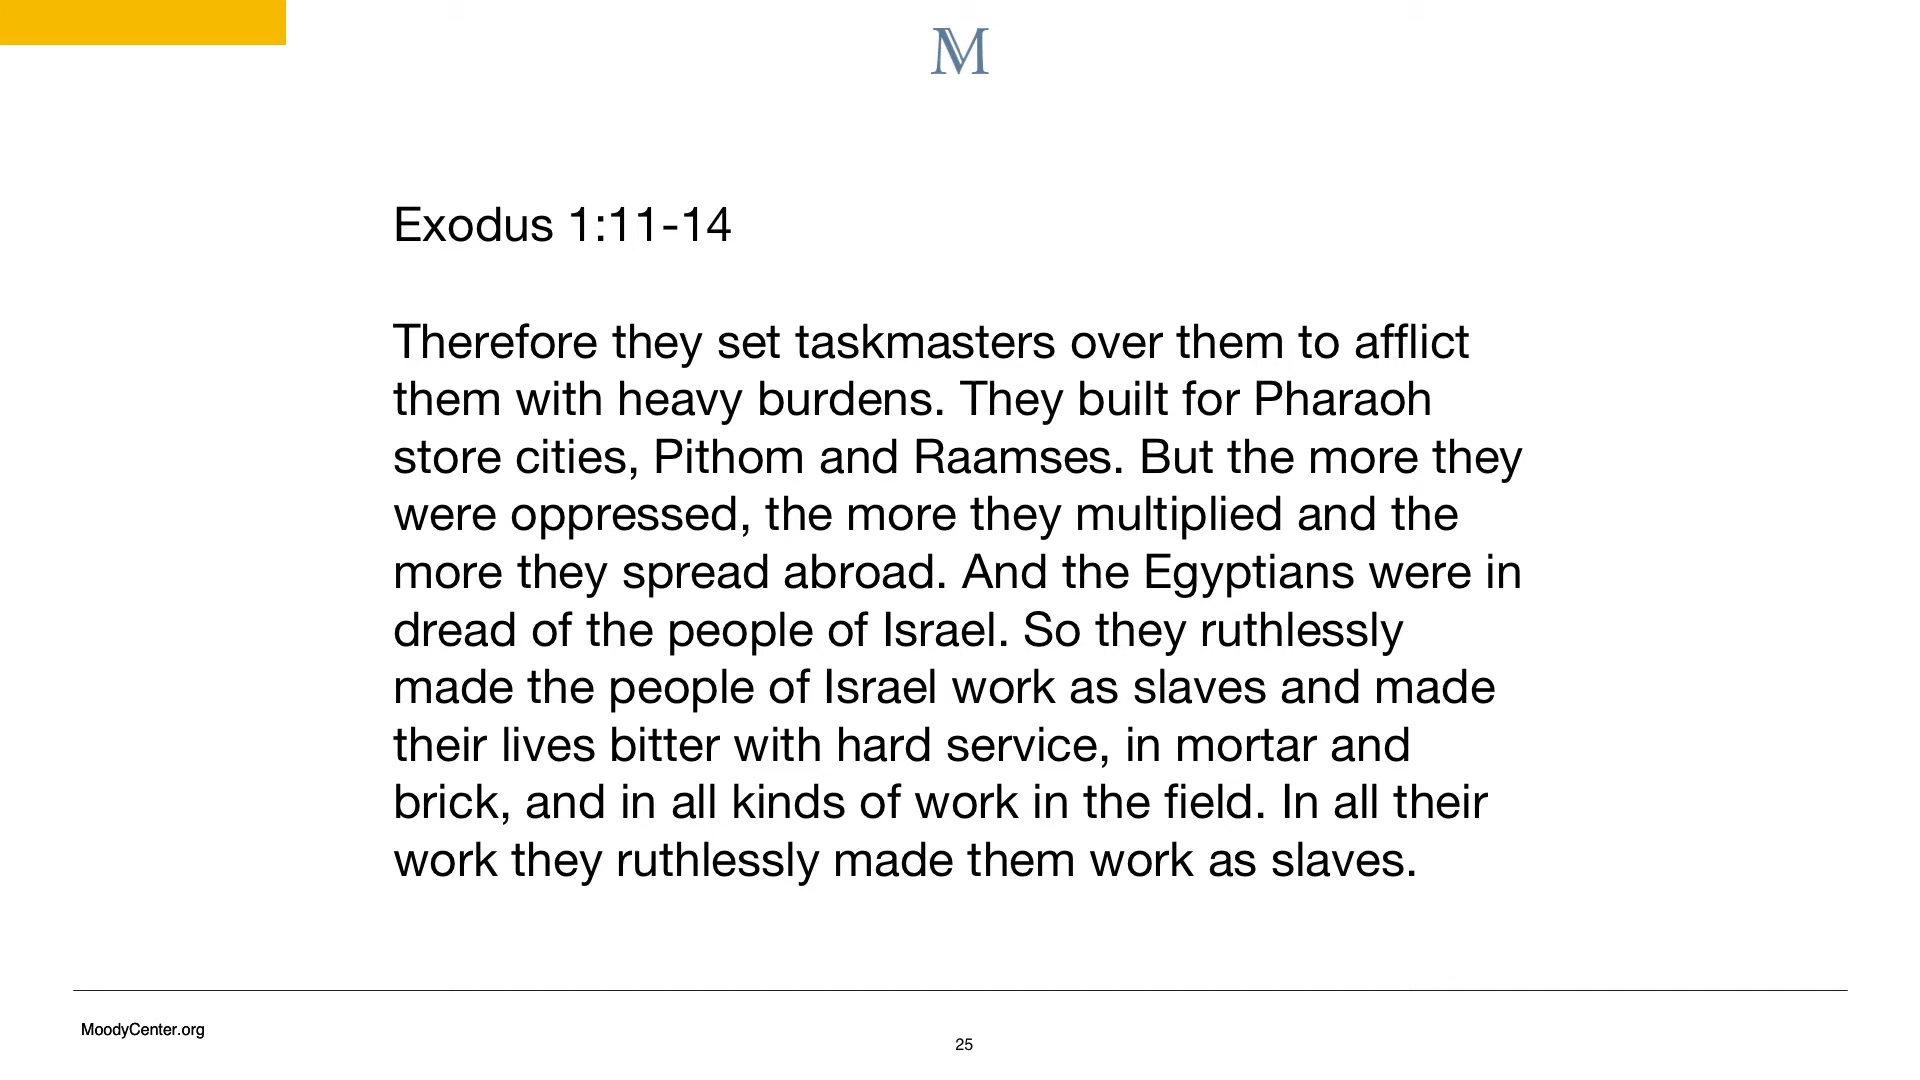 M
Exodus 1:11-14
Therefore they set taskmasters over them to afflict
them with heavy burdens. They built for Pharaoh
store cities, Pithom and Raamses. But the more they
were oppressed, the more they multiplied and the
more they spread abroad. And the Egyptians were in
dread of the people of Israel. So they ruthlessly
made the people of Israel work as slaves and made
their lives bitter with hard service, in mortar and
brick, and in all kinds of work in the field. In all their
work they ruthlessly made them work as slaves.
MoodyCenter.org
25